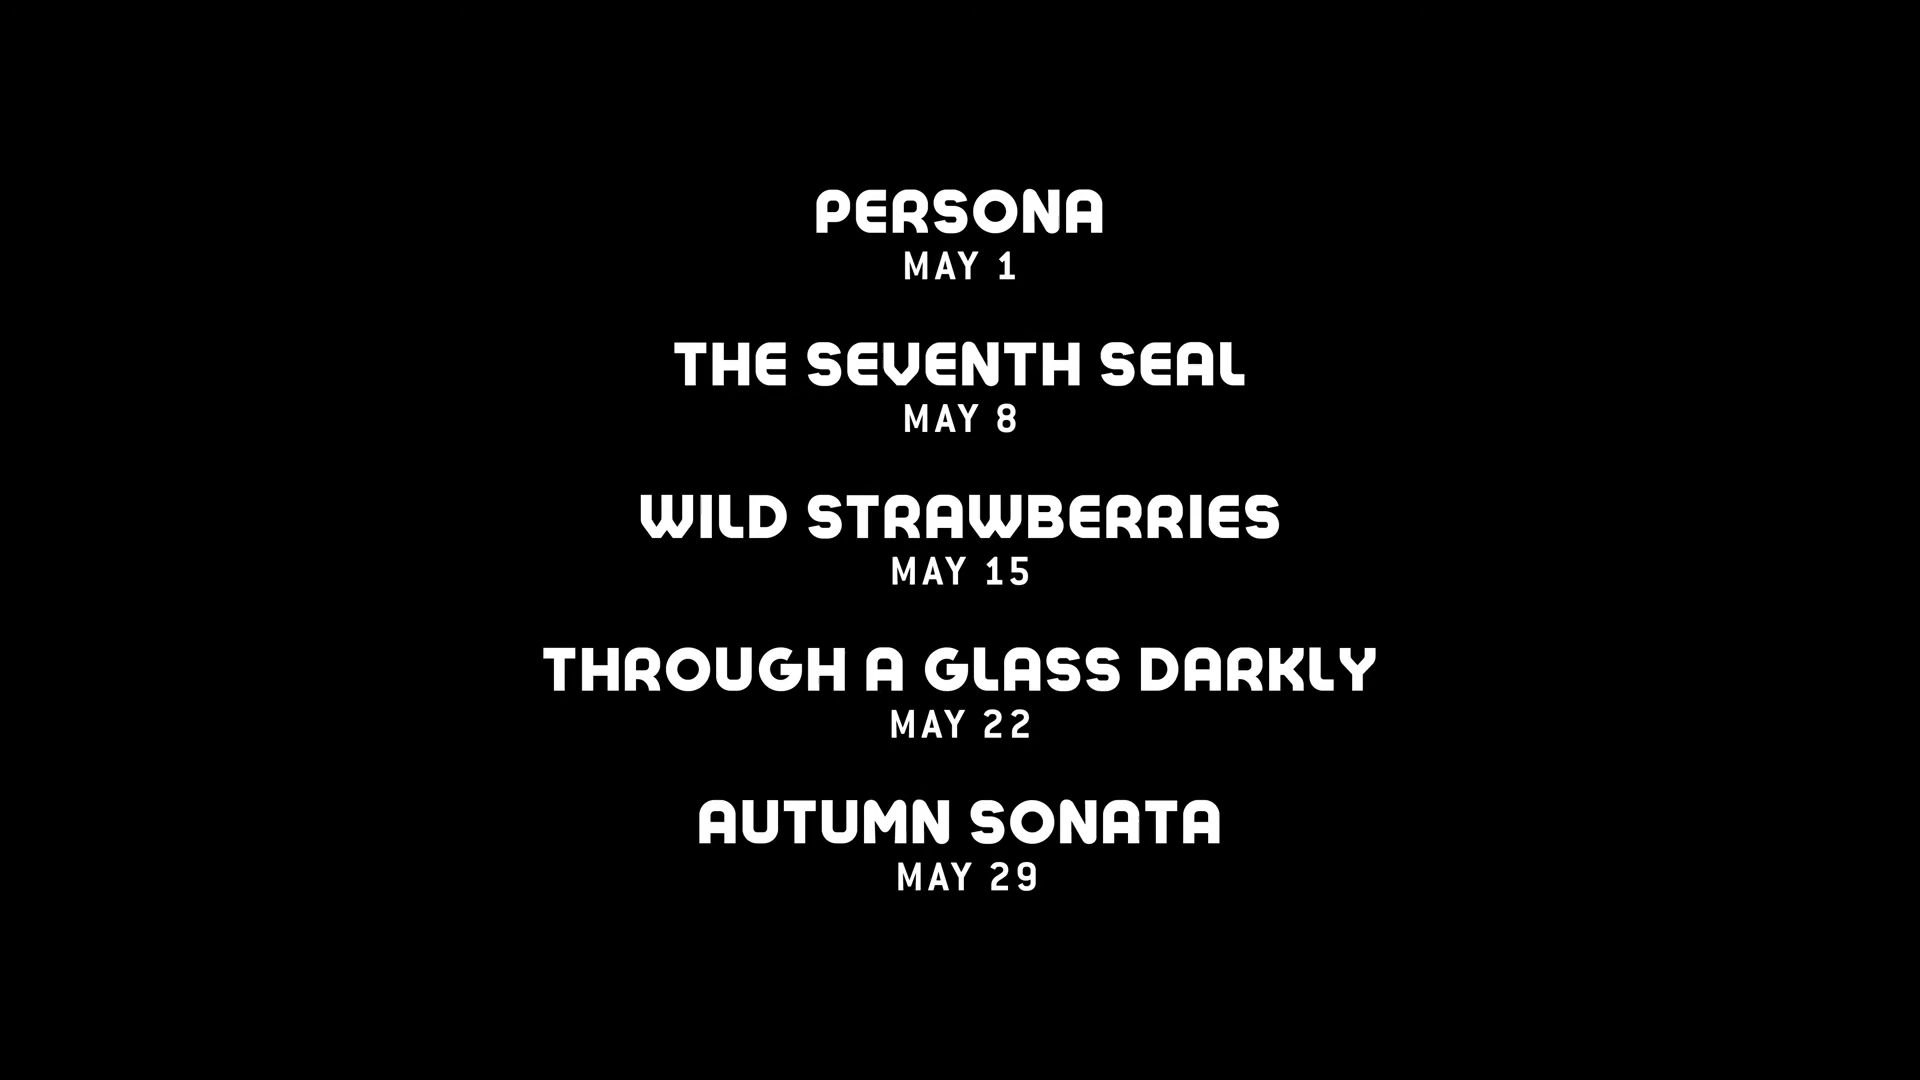 PERSONA
MAY 1
THE SEVENTH SEAL
MAY 8
WILD STRAWBERRIES
MAY 15
THROUGH A GLASS DARKLY
MAY 22
AUTUMN SONATA
MAY 29